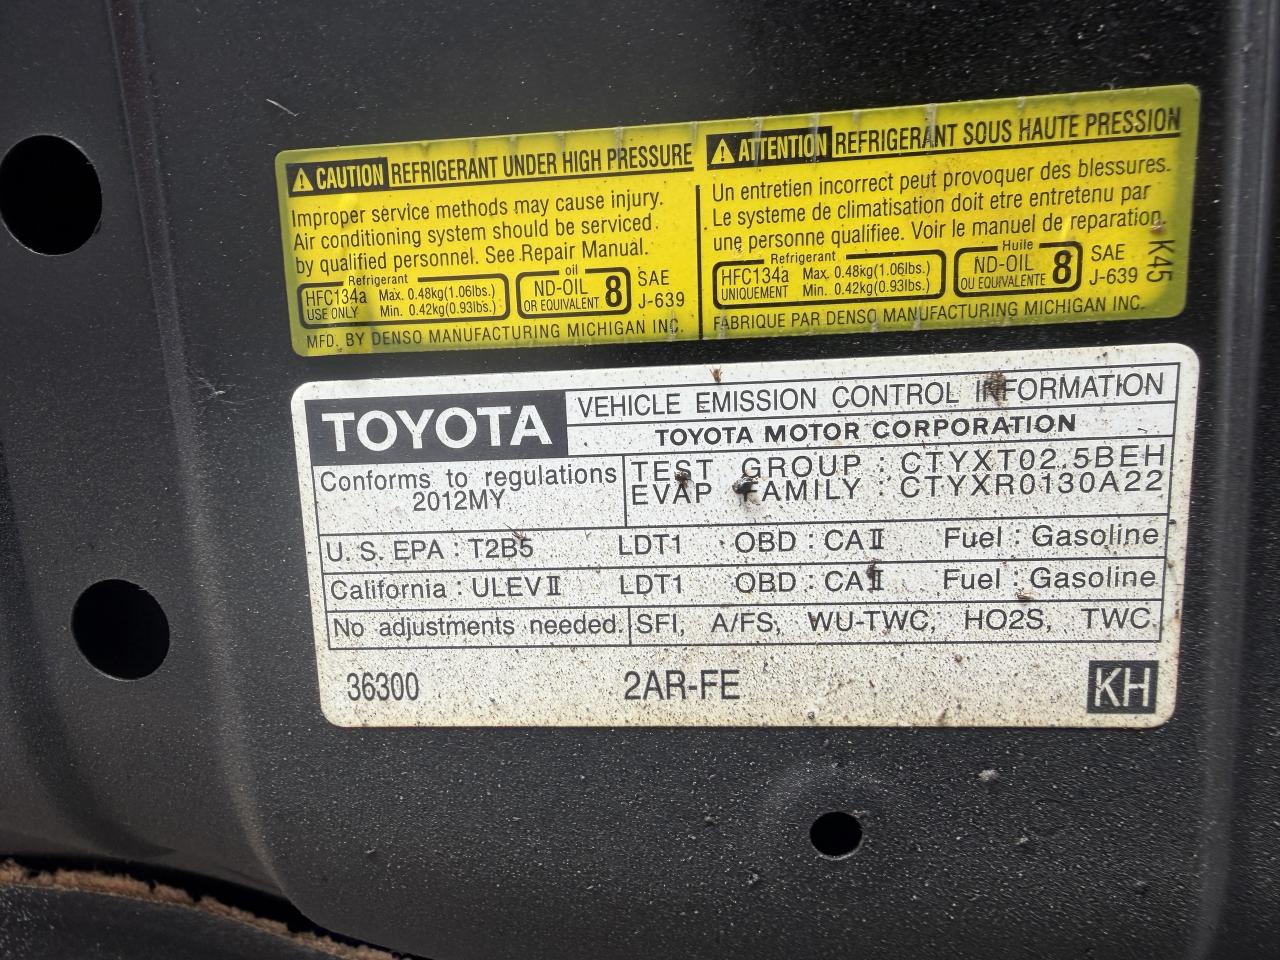 CAUTION REFRIGERANT UNDER HIGH PRESSURE
Improper service methods may cause injury.
Air conditioning system should be serviced
by qualified personnel. See Repair Manual.
Refrigerant
HFC134a
USE ONLY
Max. 0.48kg(1.06lbs.)
Min. 0.42kg(0.93lbs.)
oil
ND-OIL 8
OR EQUIVALENT
SAE
J-639
MFD. BY DENSO MANUFACTURING MICHIGAN INC.
ATTENTION REFRIGERANT SOUS HAUTE PRESSION
Un entretien incorrect peut provoquer des blessures.
Le systeme de climatisation doit etre entretenu par
une personne qualifiee. Voir le manuel de reparation.
Refrigerant
HFC134a
UNIQUEMENT
Max. 0.48kg(1.06lbs.)
Min. 0.42kg(0.93lbs.)
Huile
ND-OIL 8
OU EQUIVALENTE
SAE
J-639
FABRIQUE PAR DENSO MANUFACTURING MICHIGAN INC.
K45
TOYOTA
VEHICLE EMISSION CONTROL INFORMATION
TOYOTA MOTOR CORPORATION
Conforms to regulations
2012MY
TEST GROUP : CTYXT02.5BEH
EVAP FAMILY : CTYXR0130A22
U.S. EPA : T2B5 LDT1 OBD : CAⅡ Fuel : Gasoline
California : ULEVⅡ LDT1 OBD : CAⅡ Fuel : Gasoline
No adjustments needed. SFI, A/FS, WU-TWC, HO2S, TWC
36300 2AR-FE KH